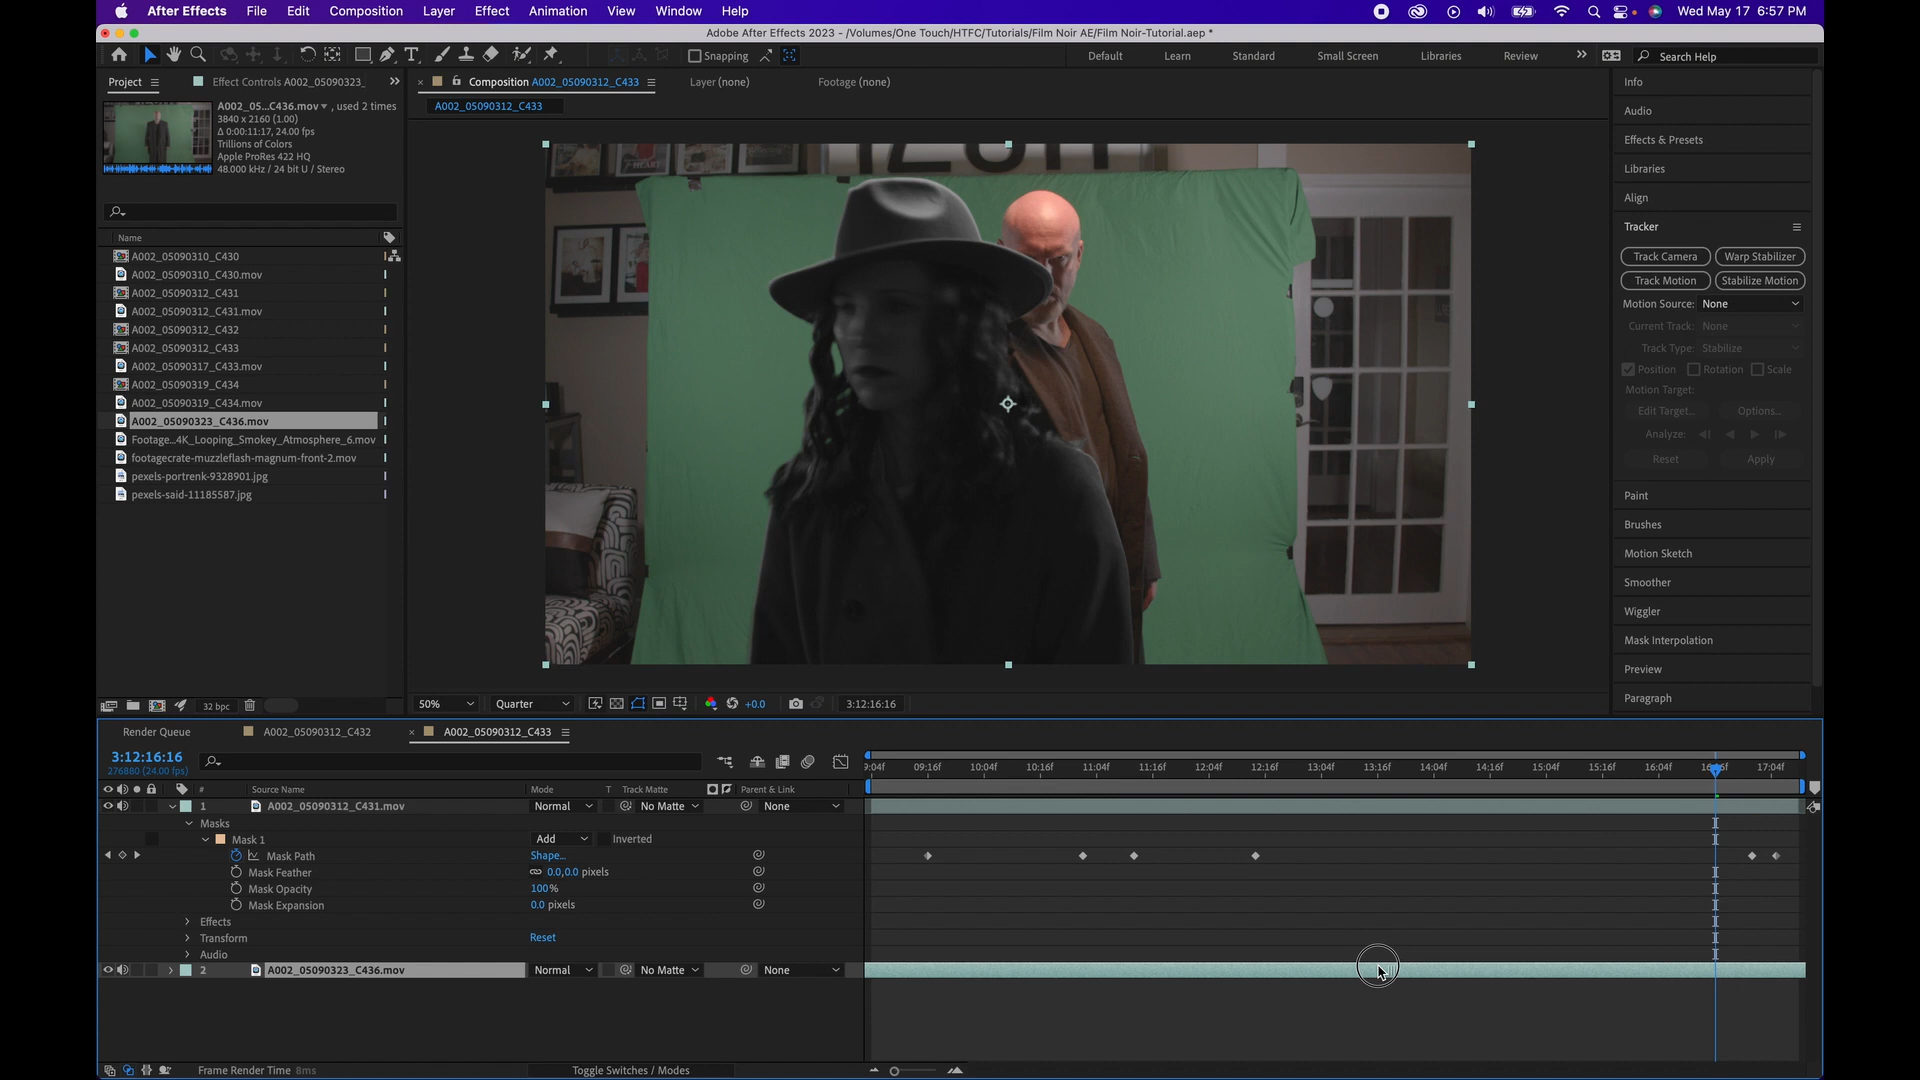 After Effects File Edit Composition Layer Effect Animation View Window Help Wed May 17 6:57 PM
Adobe After Effects 2023 - /Volumes/One Touch/HTFC/Tutorials/Film Noir AE/Film Noir-Tutorial.aep *
Snapping Default Learn Standard Small Screen Libraries Review Search Help
Project Effect Controls A002_05090323_ Composition A002_05090312_C433 Layer (none) Footage (none)
A002_05090312_C433
A002_05...C436.mov , used 2 times
3840 x 2160 (1.00)
Δ 0:00:11:17, 24.00 fps
Trillions of Colors
Apple ProRes 422 HQ
48.000 kHz / 24 bit U / Stereo
Name
A002_05090310_C430
A002_05090310_C430.mov
A002_05090312_C431
A002_05090312_C431.mov
A002_05090312_C432
A002_05090312_C433
A002_05090317_C433.mov
A002_05090319_C434
A002_05090319_C434.mov
A002_05090323_C436.mov
Footage...4K_Looping_Smokey_Atmosphere_6.mov
footagecrate-muzzleflash-magnum-front-2.mov
pexels-portrenk-9328901.jpg
pexels-said-11185587.jpg
32 bpc
50% Quarter +0.0 3:12:16:16
Info
Audio
Effects & Presets
Libraries
Align
Tracker
Track Camera Warp Stabilizer
Track Motion Stabilize Motion
Motion Source: None
Current Track: None
Track Type: Stabilize
Position Rotation Scale
Motion Target:
Edit Target... Options...
Analyze:
Reset Apply
Paint
Brushes
Motion Sketch
Smoother
Wiggler
Mask Interpolation
Preview
Paragraph
Render Queue A002_05090312_C432 A002_05090312_C433
3:12:16:16
276880 (24.00 fps)
9:04f 09:16f 10:04f 10:16f 11:04f 11:16f 12:04f 12:16f 13:04f 13:16f 14:04f 14:16f 15:04f 15:16f 16:04f 17:04f
# Source Name Mode T Track Matte Parent & Link
1 A002_05090312_C431.mov Normal No Matte None
Masks
Mask 1 Add Inverted
Mask Path Shape...
Mask Feather 0.0,0.0 pixels
Mask Opacity 100%
Mask Expansion 0.0 pixels
Effects
Transform Reset
Audio
2 A002_05090323_C436.mov Normal No Matte None
Frame Render Time 8ms Toggle Switches / Modes